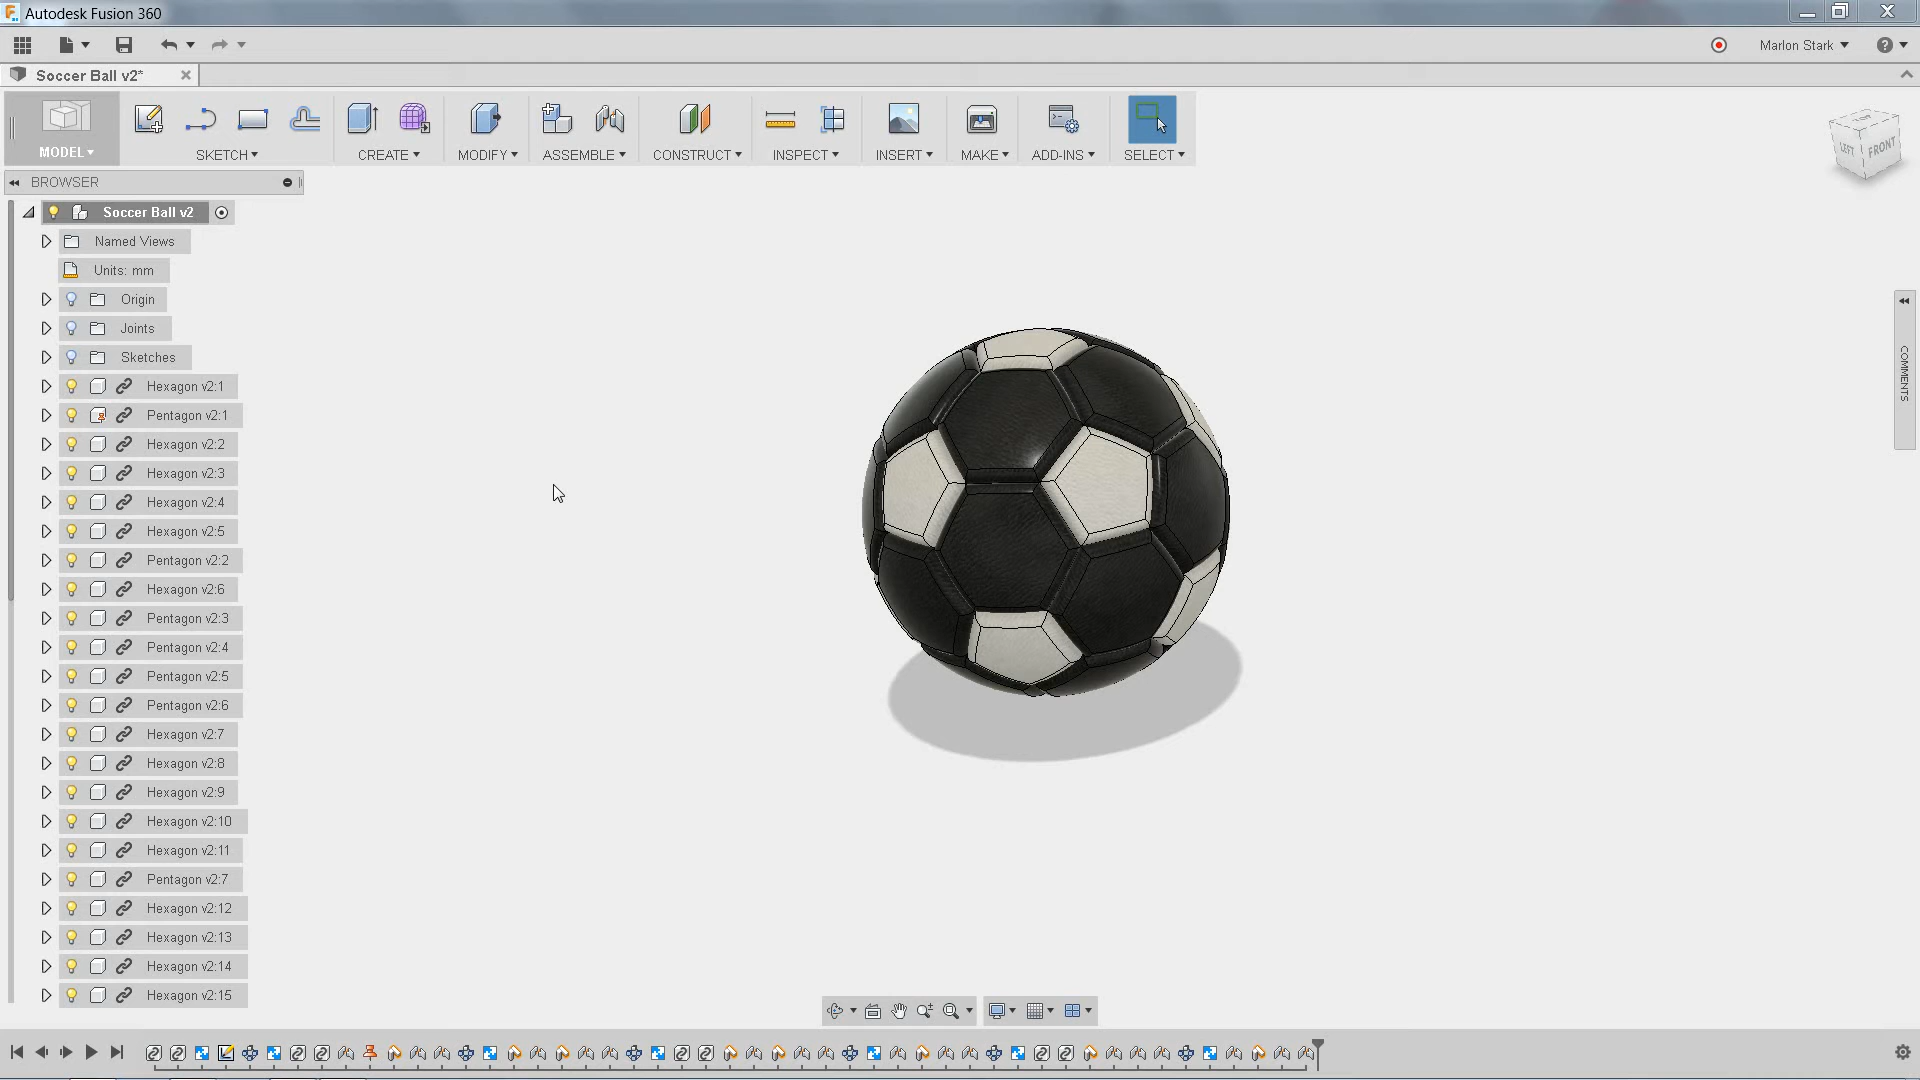 Autodesk Fusion 360
Marlon Stark
Soccer Ball v2*
MODEL
SKETCH
CREATE
MODIFY
ASSEMBLE
CONSTRUCT
INSPECT
INSERT
MAKE
ADD-INS
SELECT
LEFT
FRONT
BROWSER
Soccer Ball v2
Named Views
Units: mm
Origin
Joints
Sketches
Hexagon v2:1
Pentagon v2:1
Hexagon v2:2
Hexagon v2:3
Hexagon v2:4
Hexagon v2:5
Pentagon v2:2
Hexagon v2:6
Pentagon v2:3
Pentagon v2:4
Pentagon v2:5
Pentagon v2:6
Hexagon v2:7
Hexagon v2:8
Hexagon v2:9
Hexagon v2:10
Hexagon v2:11
Pentagon v2:7
Hexagon v2:12
Hexagon v2:13
Hexagon v2:14
Hexagon v2:15
COMMENTS